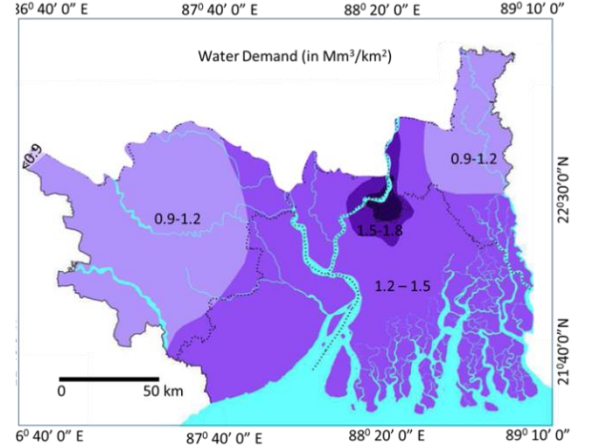 36⁰ 40' 0" E 87⁰ 40' 0" E 88⁰ 20' 0" E 89⁰ 10' 0"
Water Demand (in Mm³/km²)
<0.9
0.9-1.2
22⁰30'0"N
0.9-1.2
1.5-1.8
1.2 – 1.5
21⁰40'0"N
0 50 km
6⁰ 40' 0" E 87⁰ 40' 0" E 88⁰ 20' 0" E 89⁰ 10' 0"